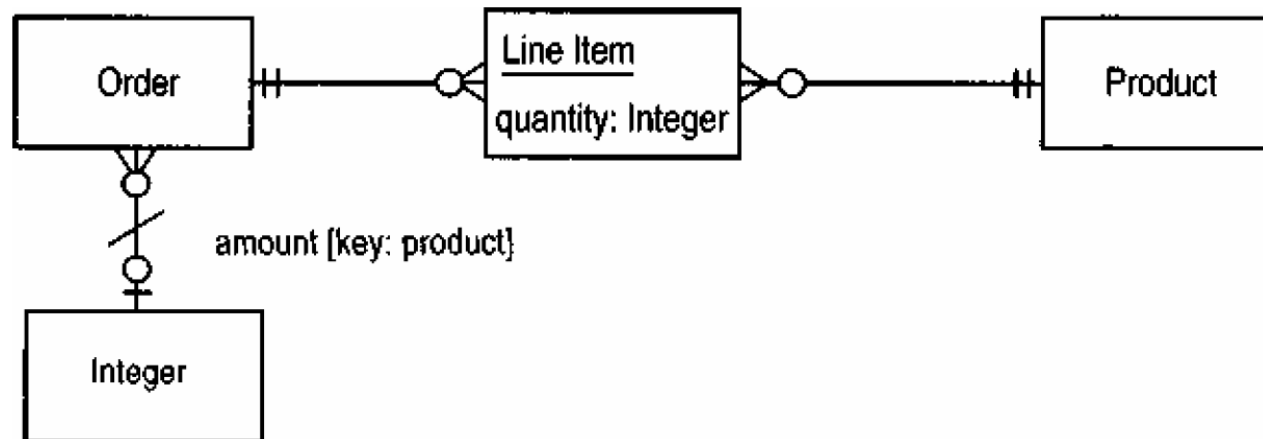 Order
Line Item
quantity: Integer
Product
amount [key: product]
Integer